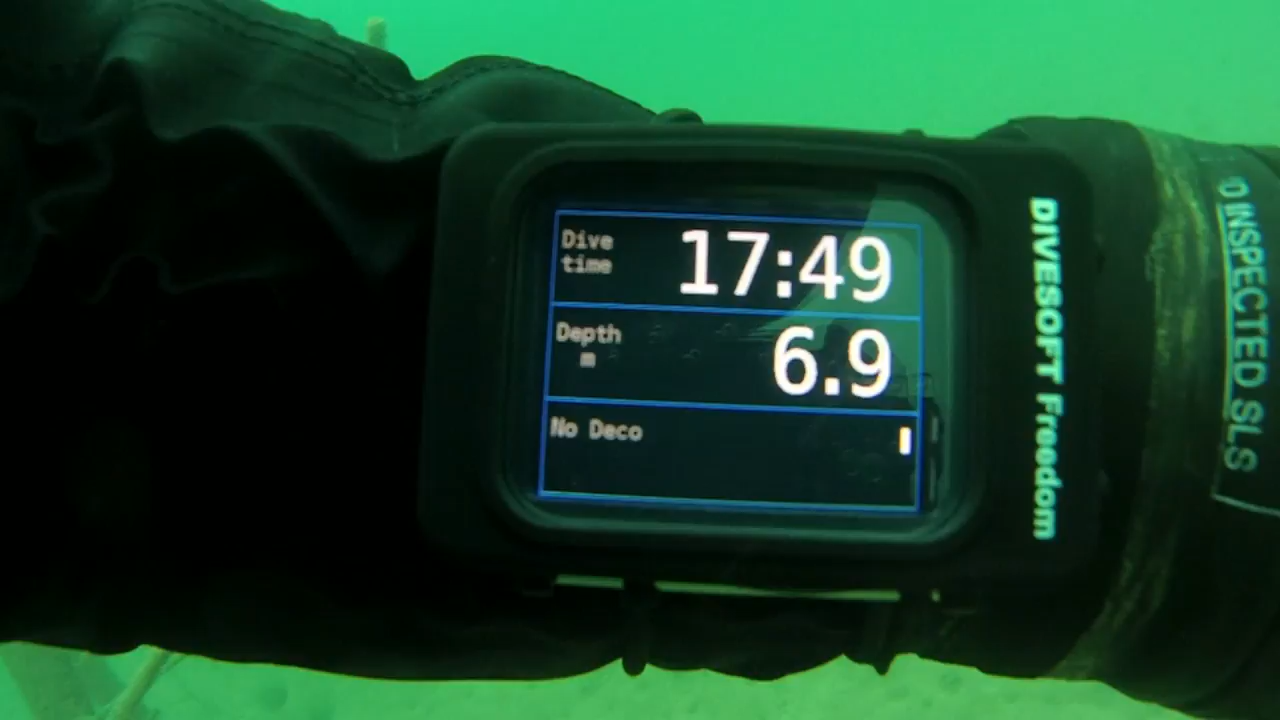 Dive
time
17:49
Depth
m
6.9
No Deco
DIVESOFT Freedom
INSPECTED SLS